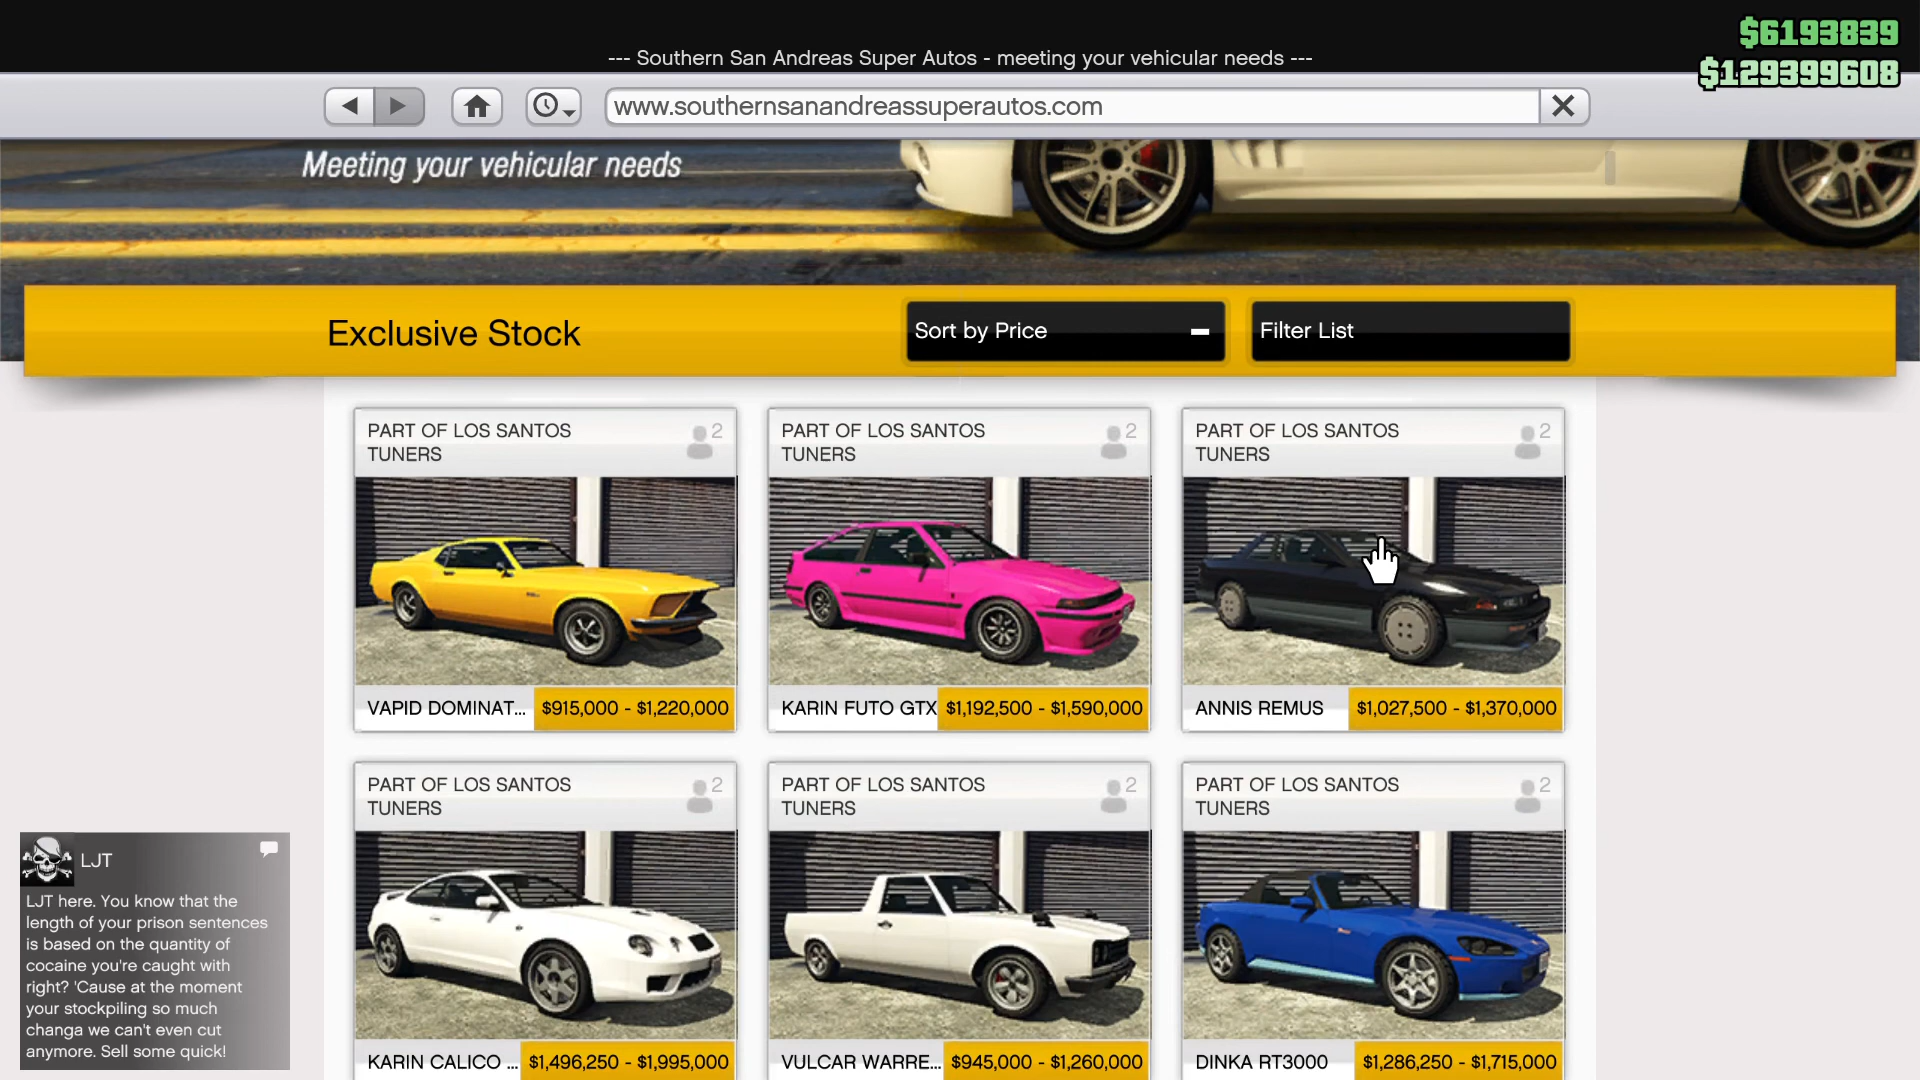 $6193839
--- Southern San Andreas Super Autos - meeting your vehicular needs ---
$129399608
www.southernsanandreassuperautos.com
Meeting your vehicular needs
Exclusive Stock
Sort by Price
Filter List
PART OF LOS SANTOS
TUNERS
2
VAPID DOMINAT...
$915,000 - $1,220,000
PART OF LOS SANTOS
TUNERS
2
KARIN FUTO GTX
$1,192,500 - $1,590,000
PART OF LOS SANTOS
TUNERS
2
ANNIS REMUS
$1,027,500 - $1,370,000
PART OF LOS SANTOS
TUNERS
2
KARIN CALICO ...
$1,496,250 - $1,995,000
PART OF LOS SANTOS
TUNERS
2
VULCAR WARRE...
$945,000 - $1,260,000
PART OF LOS SANTOS
TUNERS
2
DINKA RT3000
$1,286,250 - $1,715,000
LJT
LJT here. You know that the
length of your prison sentences
is based on the quantity of
cocaine you're caught with
right? 'Cause at the moment
your stockpiling so much
changa we can't even cut
anymore. Sell some quick!